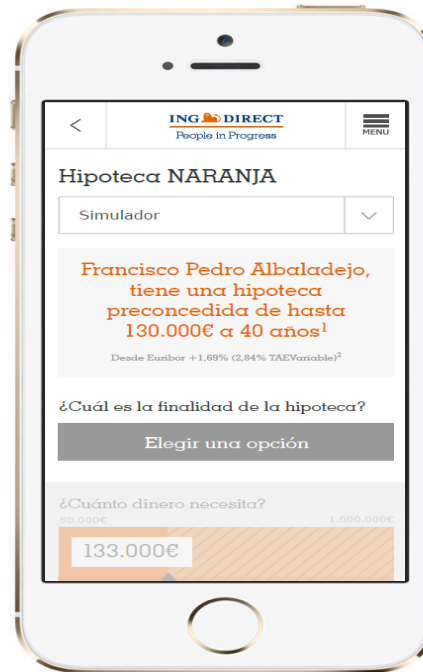 ING DIRECT
People in Progress
MENU
Hipoteca NARANJA
Simulador
Francisco Pedro Albaladejo,
tiene una hipoteca
preconcedida de hasta
130.000€ a 40 años¹
Desde Euribor +1,69% (2,84% TAEVariable)²
¿Cuál es la finalidad de la hipoteca?
Elegir una opción
¿Cuánto dinero necesita?
50.000€ 1.000.000€
133.000€